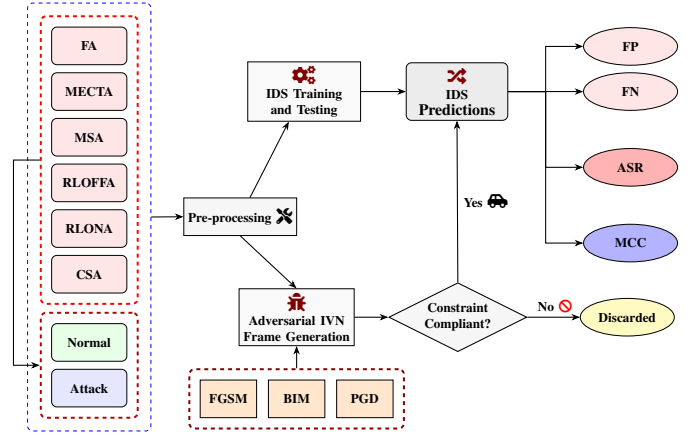 FA
MECTA
MSA
RLOFFA
RLONA
CSA
Normal
Attack
Pre-processing
IDS Training
and Testing
Adversarial IVN
Frame Generation
FGSM
BIM
PGD
IDS
Predictions
Yes
Constraint
Compliant?
No
FP
FN
ASR
MCC
Discarded